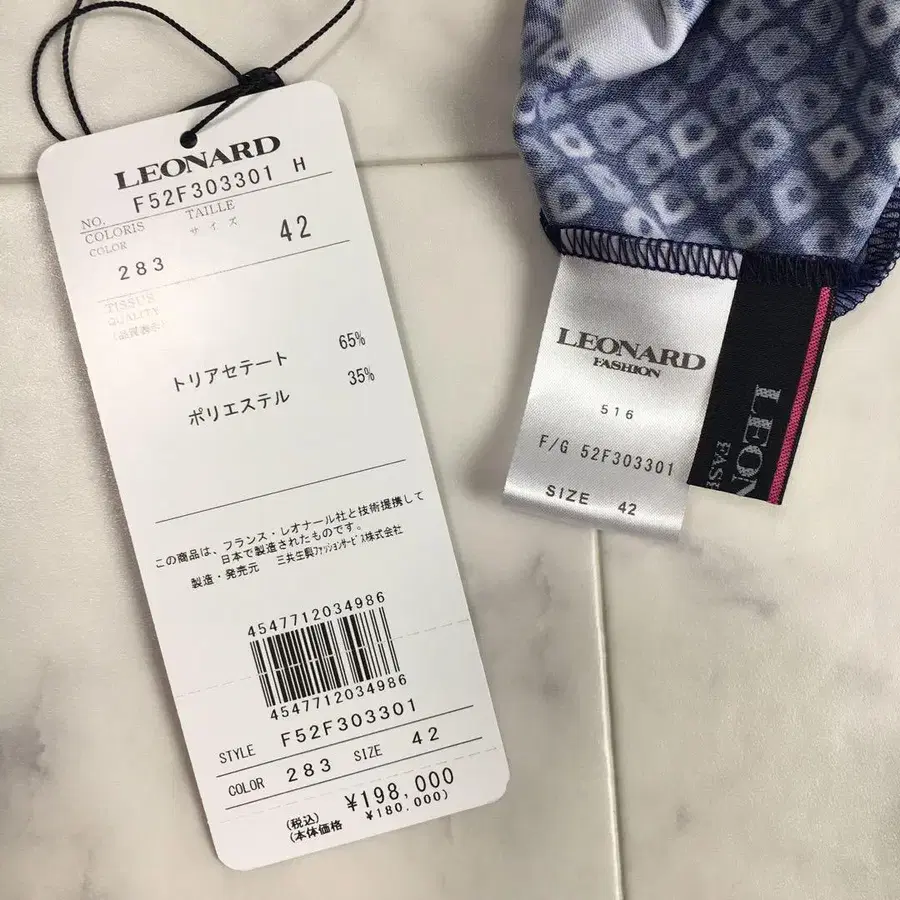 LEONARD
NO. F52F303301 H
COLORIS TAILLE
COLOR サイズ
283 42
TISSUS
QUALITY
(品質表示)
トリアセテート 65%
ポリエステル 35%
この商品は、フランス・レオナール社と技術提携して
日本で製造されたものです。
製造・発売元 三共生興ファッションサービス株式会社
4547712034986
4547712034986
STYLE F52F303301
COLOR 283 SIZE 42
(税込) ¥198,000
(本体価格 ¥180,000)
LEONARD
FASHION
516
F/G 52F303301
SIZE 42
LEON
FAS